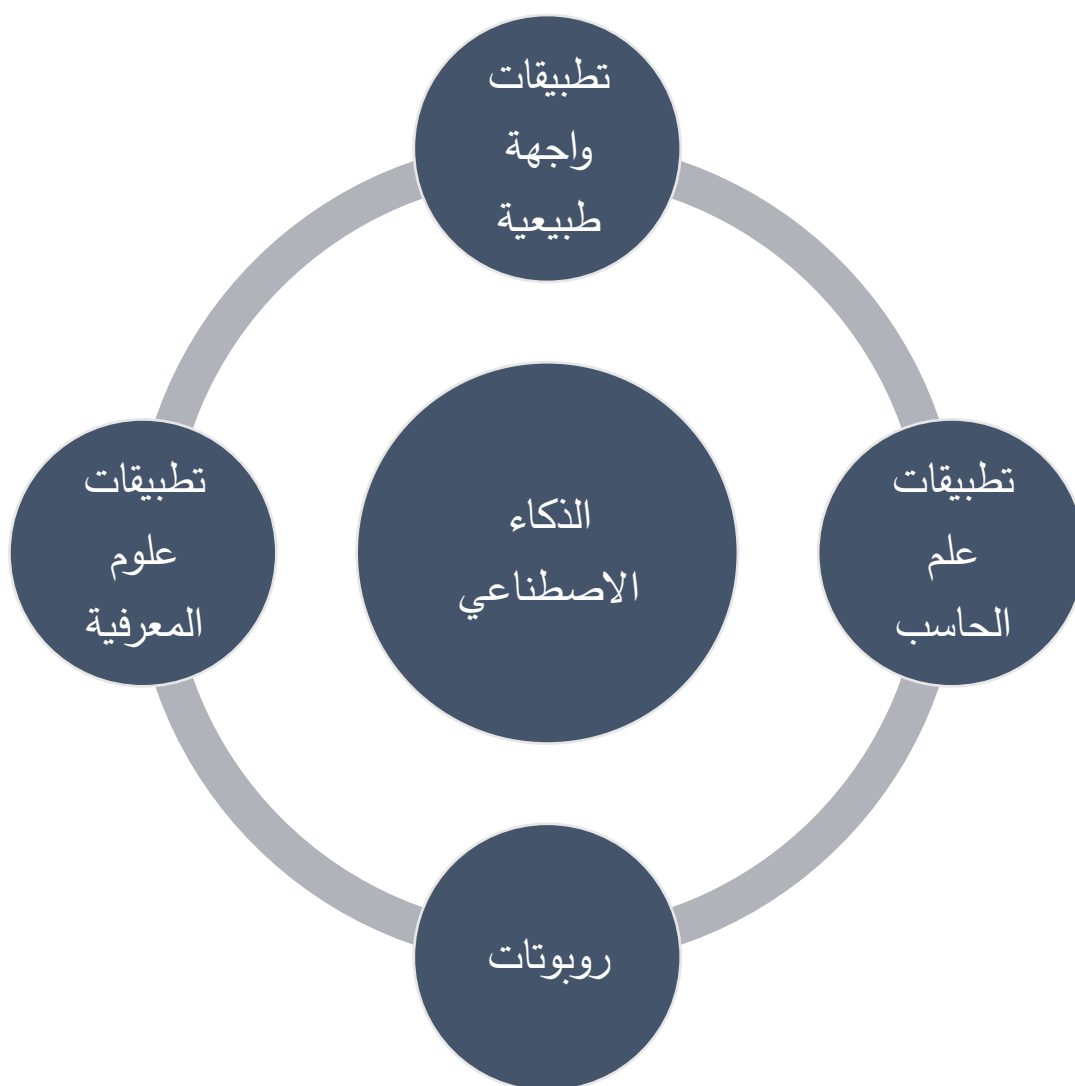 تطبيقات
واجهة
طبيعية
تطبيقات
علم
الحاسب
الذكاء
الاصطناعي
تطبيقات
علوم
المعرفية
روبوتات